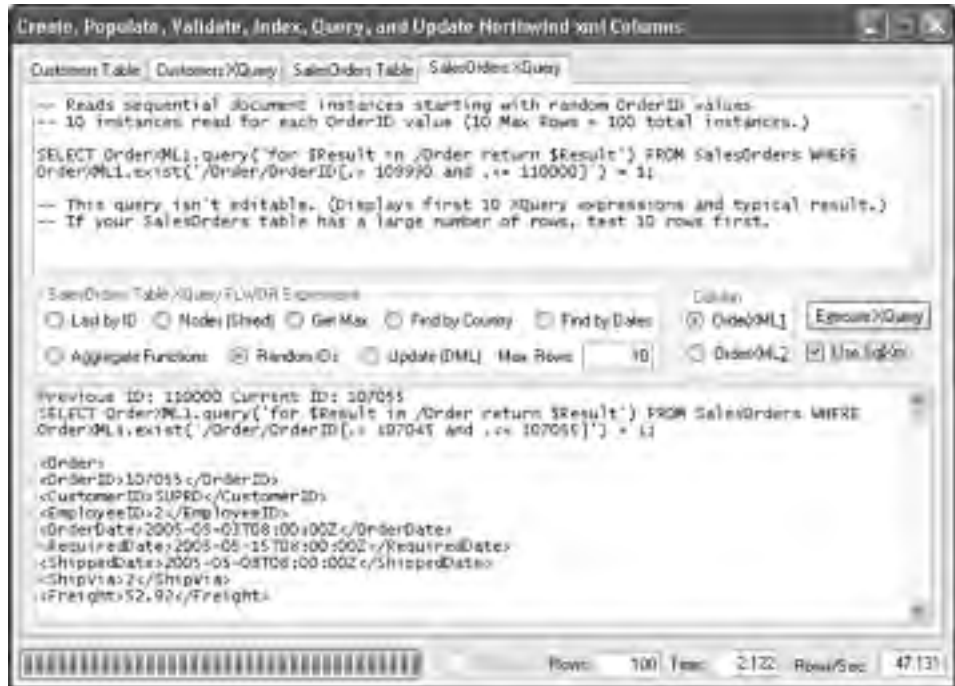 Create, Populate, Validate, Index, Query, and Update Northwind xml Columns
Customers Table Customers XQuery SalesOrders Table SalesOrders XQuery
-- Reads sequential document instances starting with random OrderID values
-- 10 instances read for each OrderID value (10 Max Rows = 100 total instances.)
SELECT OrderXML1.query('for $Result in /Order return $Result') FROM SalesOrders WHERE
OrderXML1.exist('/Order/OrderID[.> 109990 and .<= 110000]') = 1;
-- This query isn't editable. (Displays first 10 XQuery expressions and typical result.)
-- If your SalesOrders table has a large number of rows, test 10 rows first.
SalesOrders Table XQuery FLWOR Expression
Last by ID Nodes (Shred) Get Max Find by Country Find by Dates
Aggregate Functions Random IDs Update (DML) Max Rows: 10
Column
OrderXML1
OrderXML2
Execute XQuery
Use SqlXml
Previous ID: 110000 Current ID: 107055
SELECT OrderXML1.query('for $Result in /Order return $Result') FROM SalesOrders WHERE
OrderXML1.exist('/Order/OrderID[.> 107045 and .<= 107055]') = 1;
<Order>
<OrderID>107055</OrderID>
<CustomerID>SUPRD</CustomerID>
<EmployeeID>2</EmployeeID>
<OrderDate>2005-05-03T08:00:00Z</OrderDate>
<RequiredDate>2005-05-15T08:00:00Z</RequiredDate>
<ShippedDate>2005-05-08T08:00:00Z</ShippedDate>
<ShipVia>2</ShipVia>
<Freight>52.92</Freight>
Rows: 100 Time: 2.122 Rows/Sec: 47.131